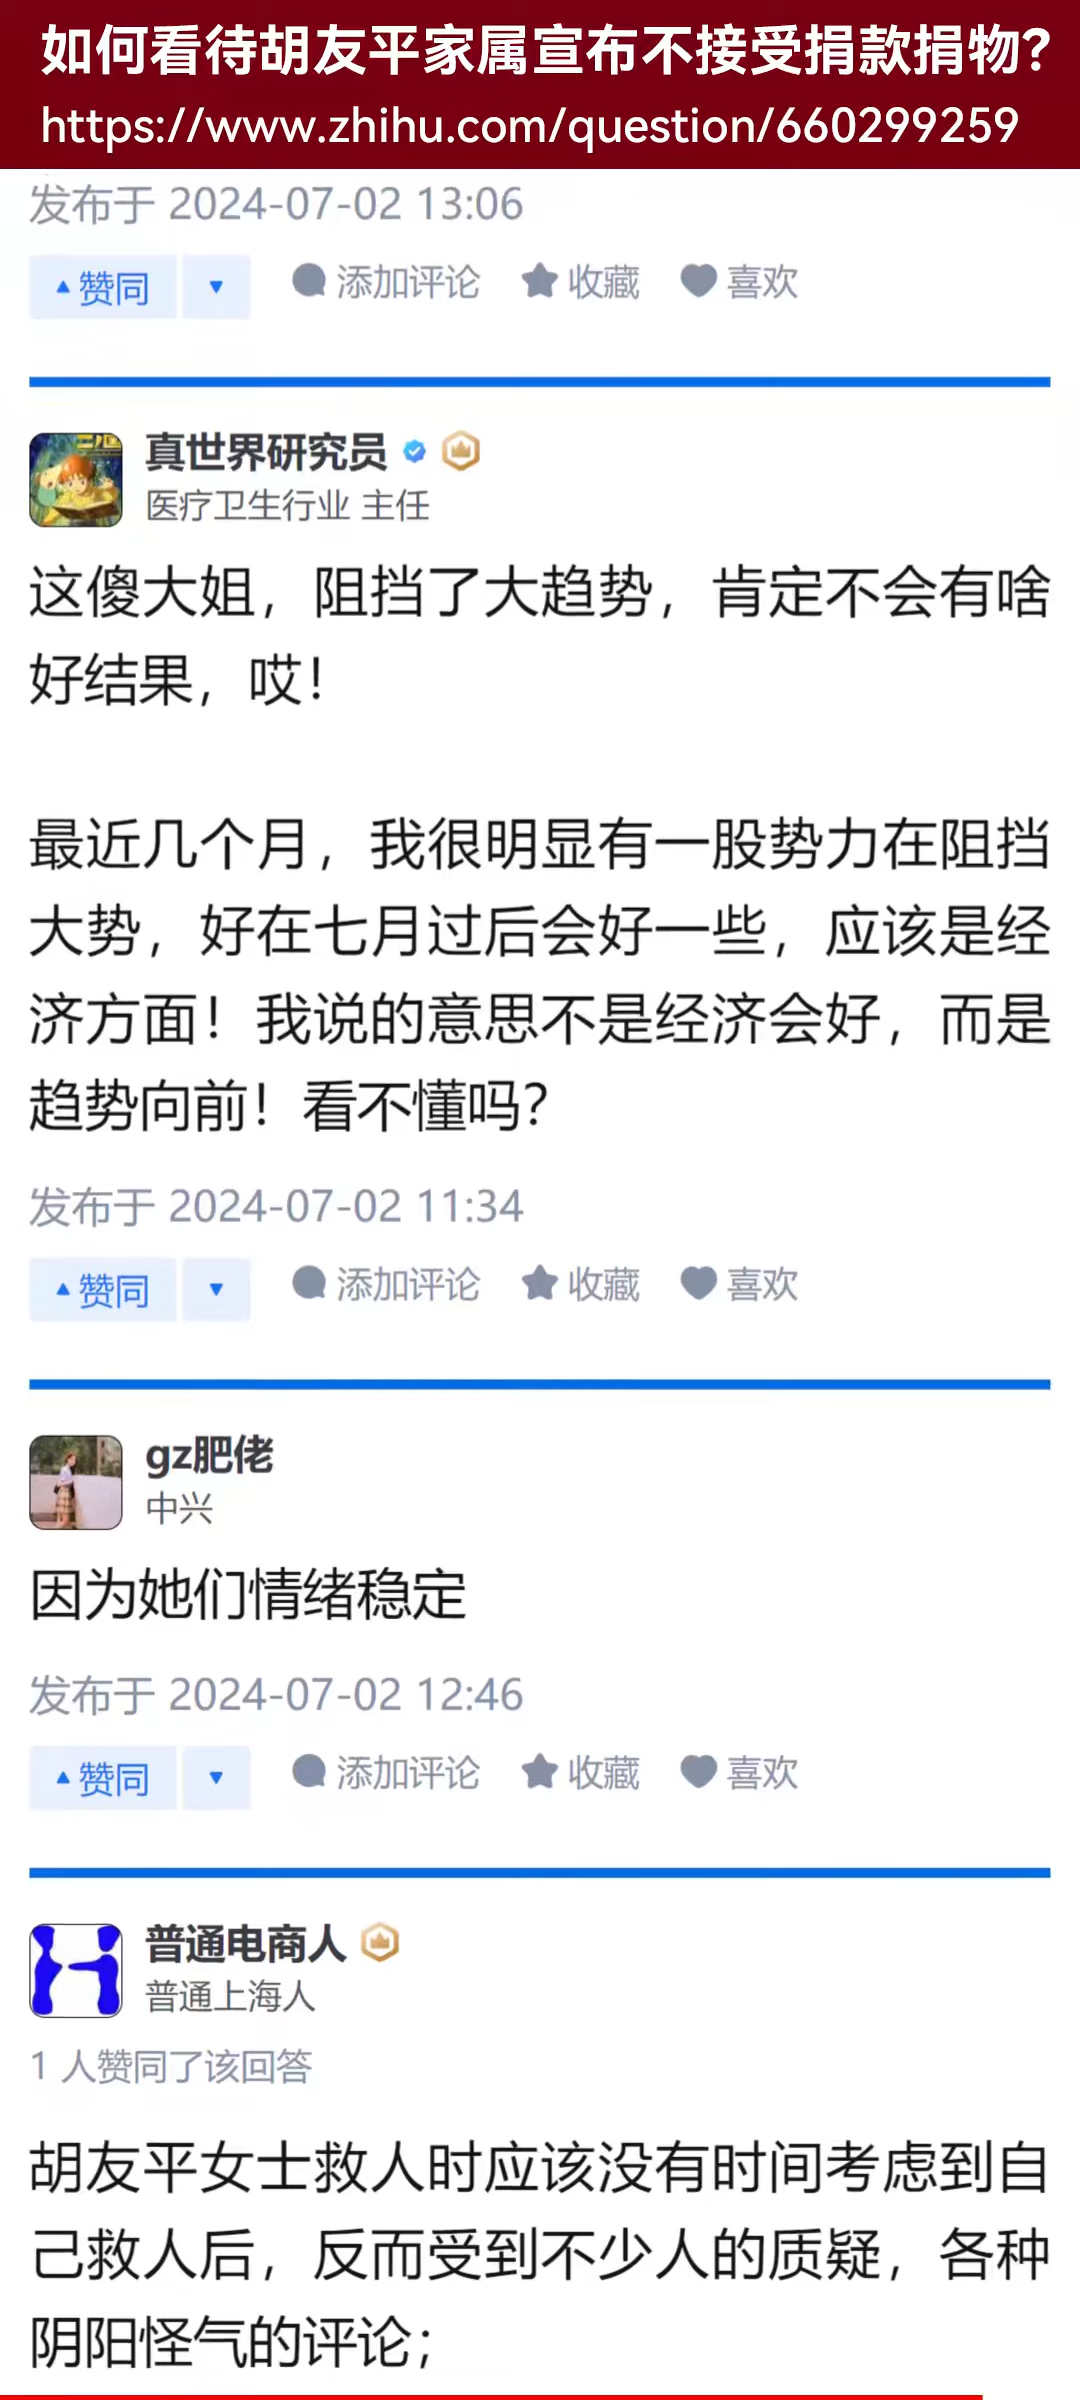 如何看待胡友平家属宣布不接受捐款捐物?
https://www.zhihu.com/question/660299259
发布于 2024-07-02 13:06
赞同 添加评论 收藏 喜欢
真世界研究员
医疗卫生行业 主任
这傻大姐，阻挡了大趋势，肯定不会有啥
好结果，哎！
最近几个月，我很明显有一股势力在阻挡
大势，好在七月过后会好一些，应该是经
济方面！我说的意思不是经济会好，而是
趋势向前！看不懂吗？
发布于 2024-07-02 11:34
赞同 添加评论 收藏 喜欢
gz肥佬
中兴
因为她们情绪稳定
发布于 2024-07-02 12:46
赞同 添加评论 收藏 喜欢
普通电商人
普通上海人
1 人赞同了该回答
胡友平女士救人时应该没有时间考虑到自
己救人后，反而受到不少人的质疑，各种
阴阳怪气的评论；